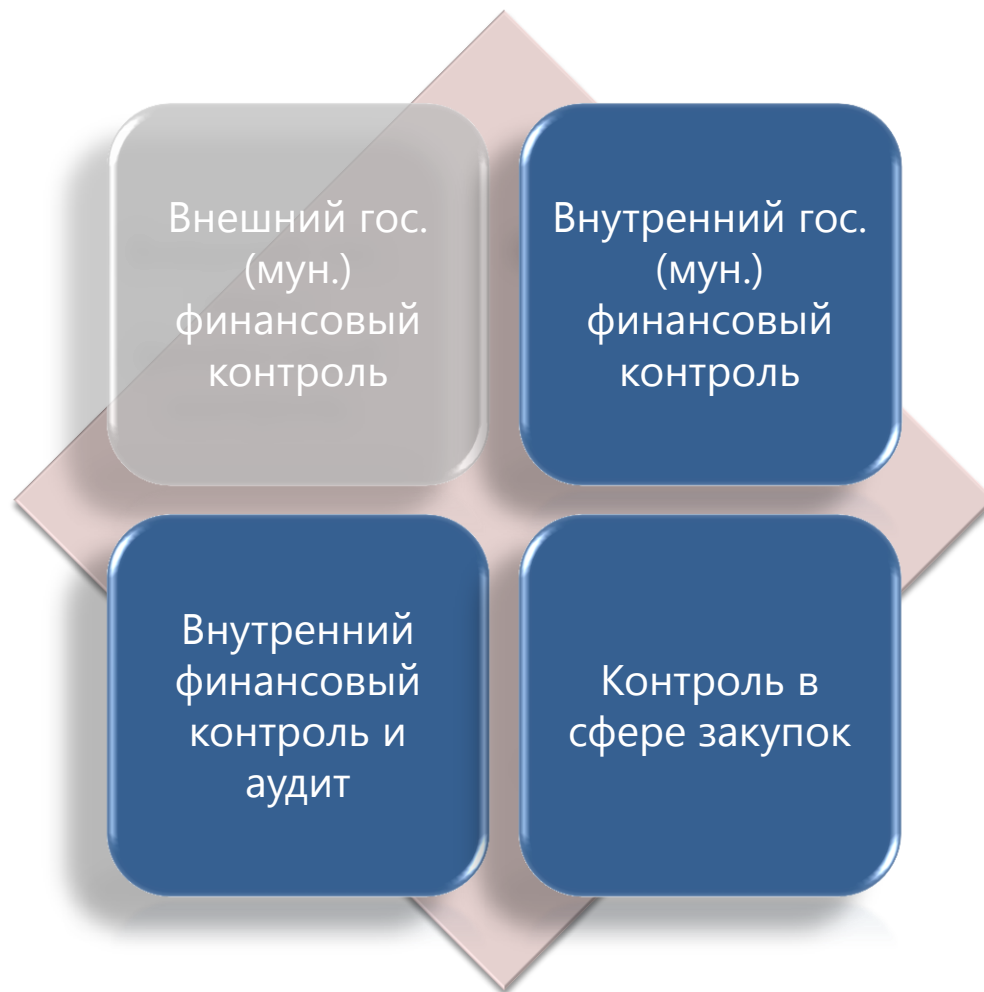 Внешний гос.
(мун.)
финансовый
контроль
Внутренний гос.
(мун.)
финансовый
контроль
Внутренний
финансовый
контроль и
аудит
Контроль в
сфере закупок